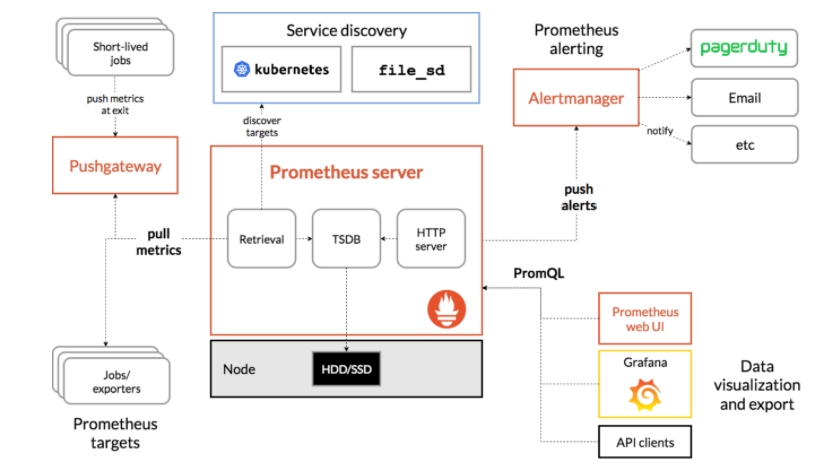 Short-lived
jobs
push metrics
at exit
Pushgateway
pull
metrics
Jobs/
exporters
Prometheus
targets
Service discovery
kubernetes
file_sd
discover
targets
Prometheus server
Retrieval
TSDB
HTTP
server
Node
HDD/SSD
Prometheus
alerting
Alertmanager
pagerduty
Email
notify
etc
push
alerts
PromQL
Prometheus
web UI
Grafana
API clients
Data
visualization
and export